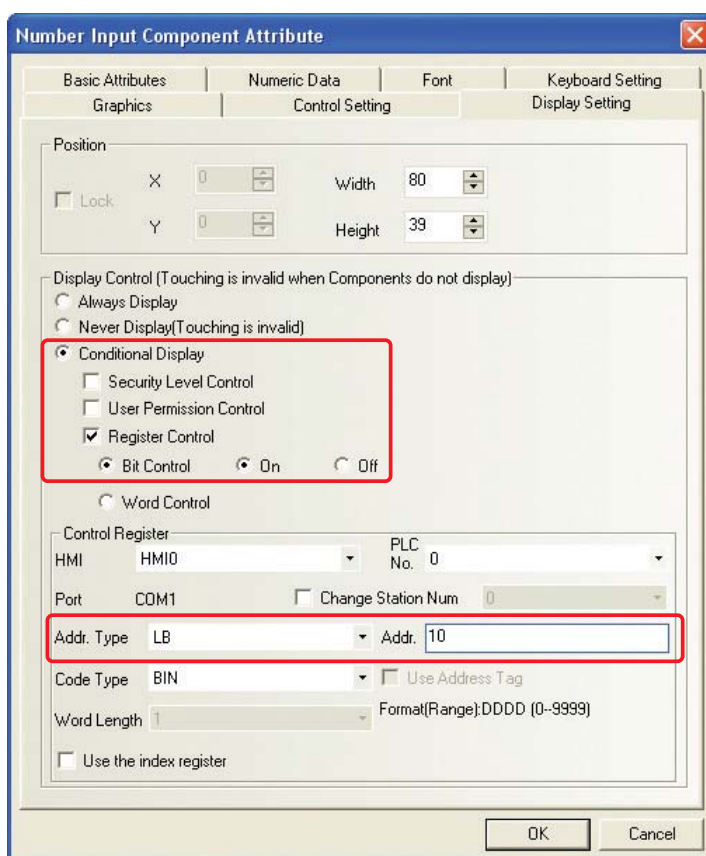 Number Input Component Attribute
Basic Attributes Numeric Data Font Keyboard Setting
Graphics Control Setting Display Setting
Position
Lock X 0 Width 80
Y 0 Height 39
Display Control (Touching is invalid when Components do not display)
Always Display
Never Display(Touching is invalid)
Conditional Display
Security Level Control
User Permission Control
Register Control
Bit Control On Off
Word Control
Control Register
HMI HMI0 PLC No. 0
Port COM1 Change Station Num 0
Addr. Type LB Addr. 10
Code Type BIN Use Address Tag
Word Length 1 Format(Range):DDDD (0--9999)
Use the index register
OK Cancel